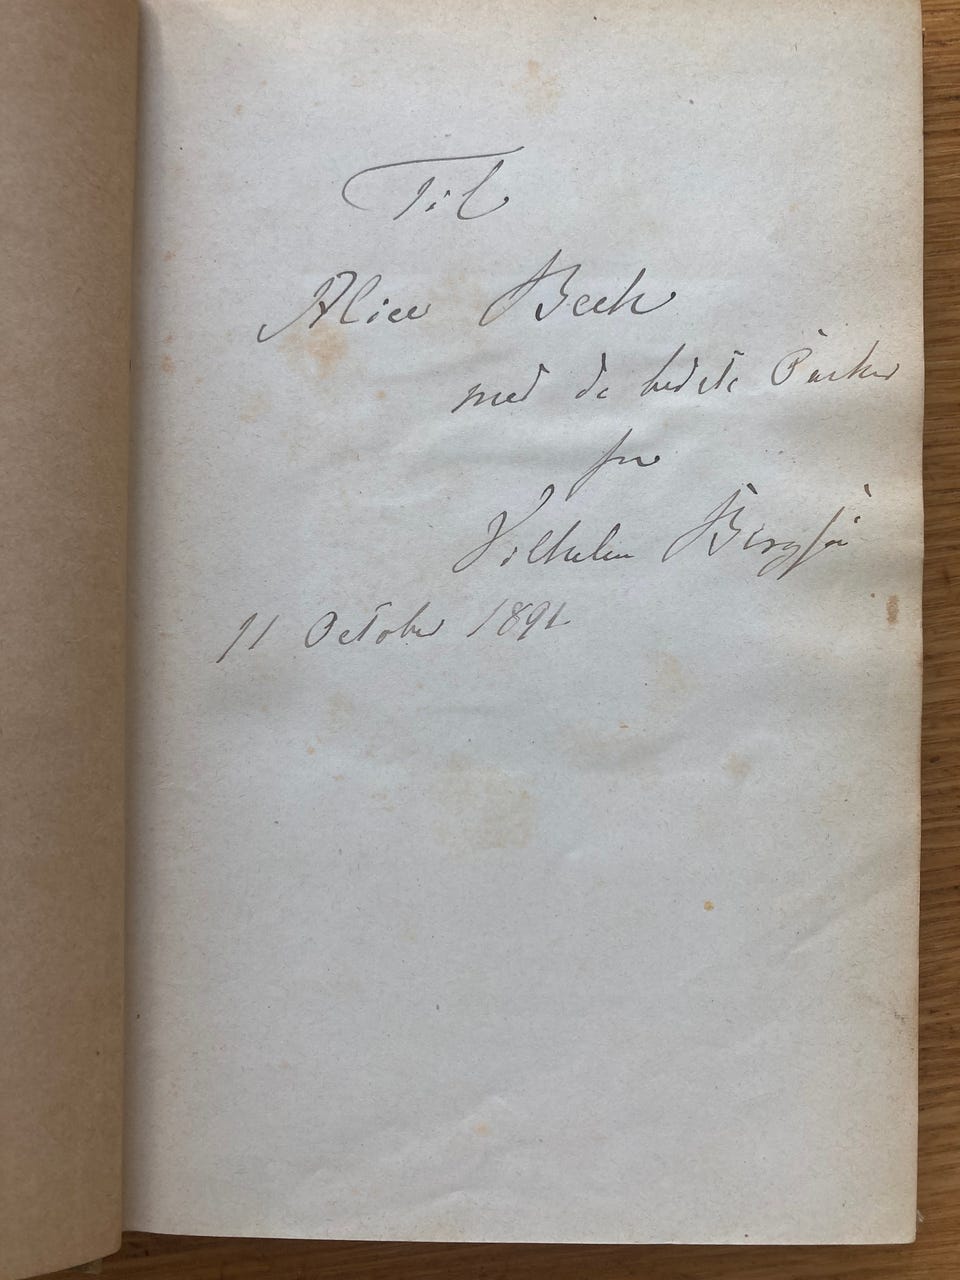 Til
Alice Beck
med de bedste Ønsker
fra
Vilhelm Bergsøe
11 October 1891